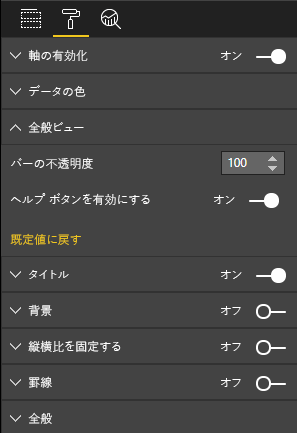 軸の有効化 オン
データの色
全般ビュー
バーの不透明度 100
ヘルプ ボタンを有効にする オン
既定値に戻す
タイトル オン
背景 オフ
縦横比を固定する オフ
罫線 オフ
全般